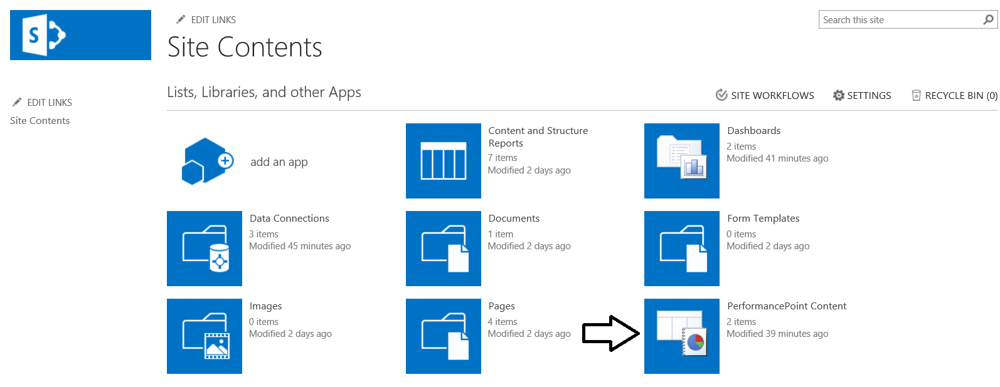 S
EDIT LINKS
Search this site
Site Contents
EDIT LINKS
Site Contents
Lists, Libraries, and other Apps
SITE WORKFLOWS
SETTINGS
RECYCLE BIN (0)
add an app
Content and Structure
Reports
7 items
Modified 2 days ago
Dashboards
2 items
Modified 41 minutes ago
Data Connections
3 items
Modified 45 minutes ago
Documents
1 item
Modified 2 days ago
Form Templates
0 items
Modified 2 days ago
Images
0 items
Modified 2 days ago
Pages
4 items
Modified 2 days ago
PerformancePoint Content
2 items
Modified 39 minutes ago